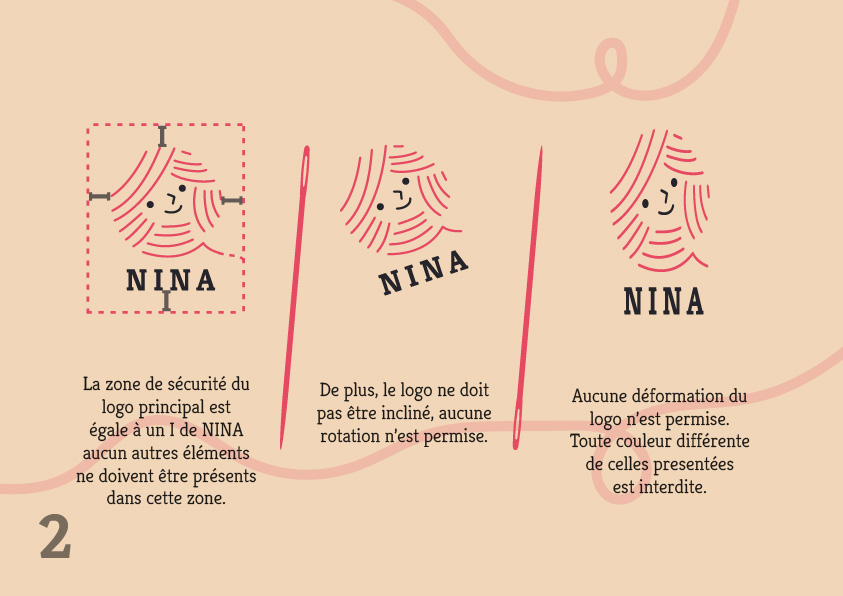 NINA
La zone de sécurité du
logo principal est
égale à un I de NINA
aucun autres éléments
ne doivent être présents
dans cette zone.
NINA
De plus, le logo ne doit
pas être incliné, aucune
rotation n'est permise.
NINA
Aucune déformation du
logo n'est permise.
Toute couleur différente
de celles presentées
est interdite.
2